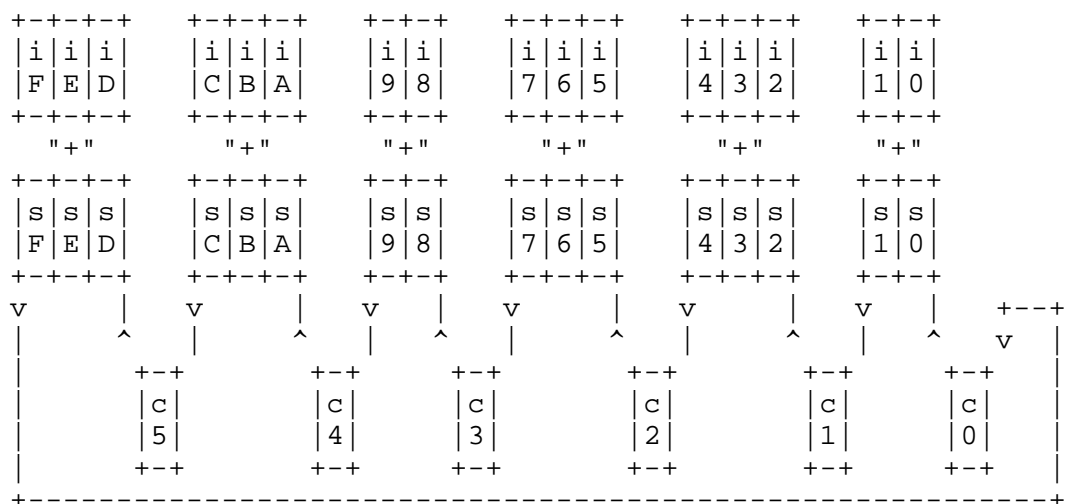 +-+-+-+   +-+-+-+   +-+-+   +-+-+-+   +-+-+-+   +-+-+
|i|i|i|   |i|i|i|   |i|i|   |i|i|i|   |i|i|i|   |i|i|
|F|E|D|   |C|B|A|   |9|8|   |7|6|5|   |4|3|2|   |1|0|
+-+-+-+   +-+-+-+   +-+-+   +-+-+-+   +-+-+-+   +-+-+
  "+"       "+"      "+"      "+"       "+"      "+"
+-+-+-+   +-+-+-+   +-+-+   +-+-+-+   +-+-+-+   +-+-+
|s|s|s|   |s|s|s|   |s|s|   |s|s|s|   |s|s|s|   |s|s|
|F|E|D|   |C|B|A|   |9|8|   |7|6|5|   |4|3|2|   |1|0|
+-+-+-+   +-+-+-+   +-+-+   +-+-+-+   +-+-+-+   +-+-+
v     |   v     |   v   |   v     |   v     |   v   |   +--+
|     ^   |     ^   |   ^   |     ^   |     ^   |   ^   v  |
|      +-+       +-+     +-+       +-+       +-+     +-+   |
|      |c|       |c|     |c|       |c|       |c|     |c|   |
|      |5|       |4|     |3|       |2|       |1|     |0|   |
|      +-+       +-+     +-+       +-+       +-+     +-+   |
+----------------------------------------------------------+